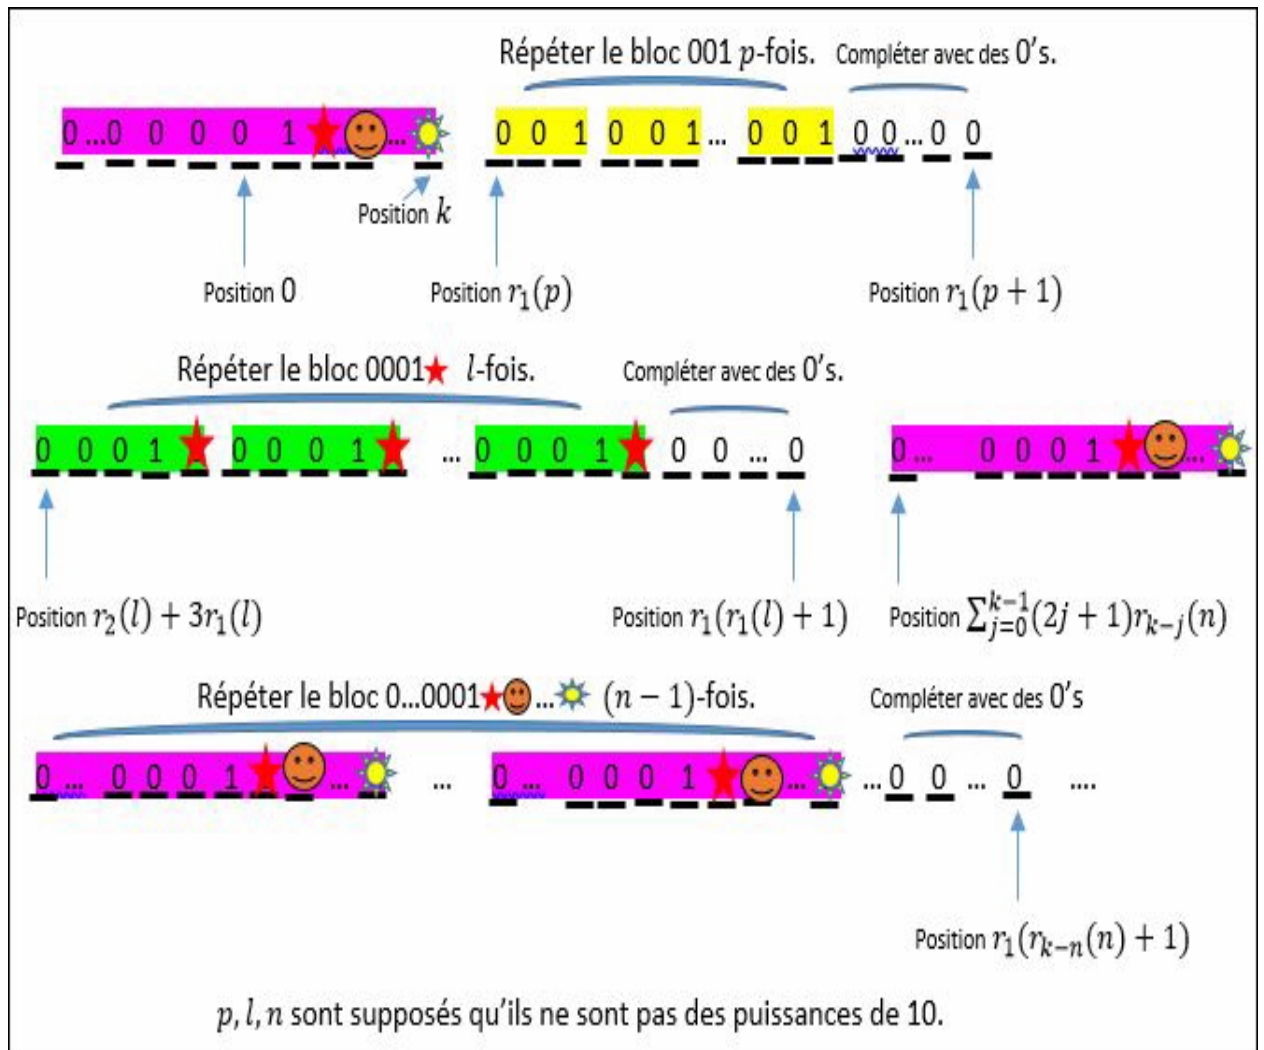 Répéter le bloc 001 p-fois. Compléter avec des 0's.
0 ...0 0 0 0 1 ... 0 0 1 0 0 1 ... 0 0 1 0 0 ... 0 0
Position k
Position 0 Position r₁(p) Position r₁(p + 1)
Répéter le bloc 0001 l-fois. Compléter avec des 0's.
0 0 0 1 0 0 0 1 ... 0 0 0 1 0 0 ... 0 0 ... 0 0 0 1 ...
Position r₂(l) + 3r₁(l) Position r₁(r₁(l) + 1) Position ∑_{j=0}^{k−1}(2j + 1)r_{k−j}(n)
Répéter le bloc 0...0001 ... (n − 1)-fois. Compléter avec des 0's
0 ... 0 0 0 1 ... ... 0 ... 0 0 0 1 ... ...0 0 ... 0 ....
Position r₁(r_{k−n}(n) + 1)
p, l, n sont supposés qu'ils ne sont pas des puissances de 10.